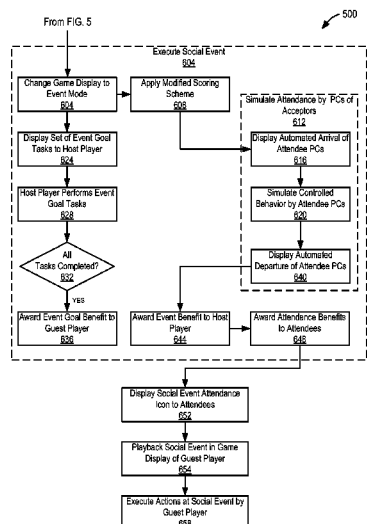 From FIG. 5
500
Execute Social Event
604
Change Game Display to
Event Mode
604
Apply Modified Scoring
Scheme
608
Simulate Attendance by PCs of
Acceptors
612
Display Automated Arrival of
Attendee PCs
616
Display Set of Event Goal
Tasks to Host Player
624
Simulate Controlled
Behavior by Attendee PCs
620
Host Player Performs Event
Goal Tasks
628
All
Tasks Completed?
632
Display Automated
Departure of Attendee PCs
640
YES
Award Event Goal Benefit to
Guest Player
636
Award Event Benefit to Host
Player
644
Award Attendance Benefits
to Attendees
648
Display Social Event Attendance
Icon to Attendees
652
Playback Social Event in Game
Display of Guest Player
654
Execute Actions at Social Event by
Guest Player
658